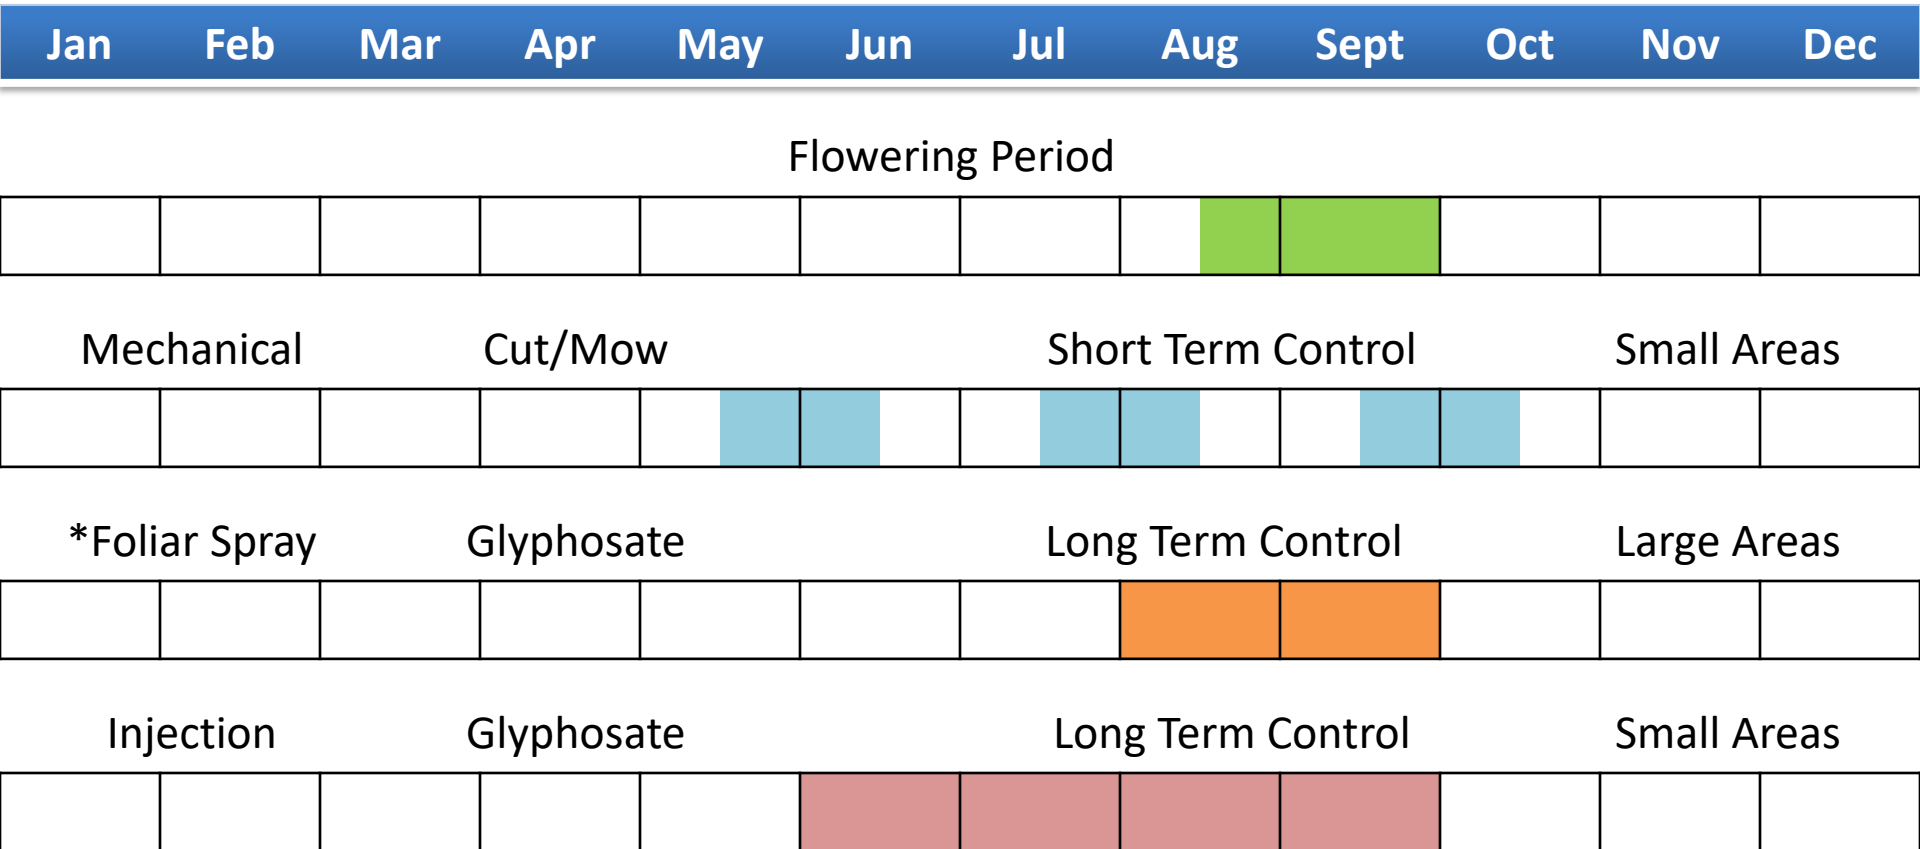 Jan Feb Mar Apr May Jun Jul Aug Sept Oct Nov Dec
Flowering Period
Mechanical Cut/Mow Short Term Control Small Areas
*Foliar Spray Glyphosate Long Term Control Large Areas
Injection Glyphosate Long Term Control Small Areas